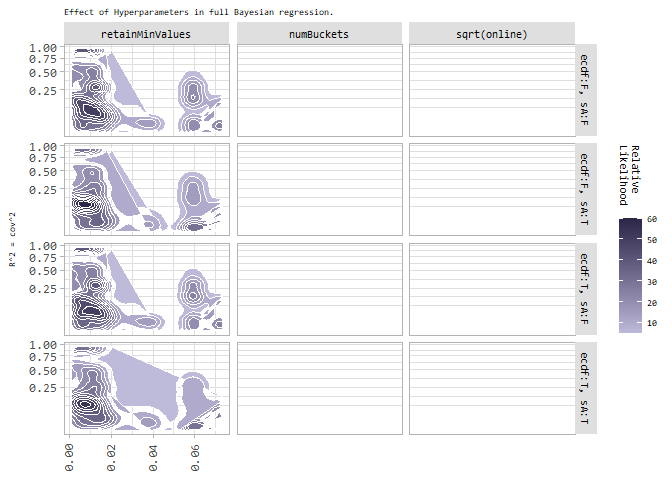 Effect of Hyperparameters in full Bayesian regression.
retainMinValues numBuckets sqrt(online)
1.00
0.75
0.50
0.25
ecdf:F, sA:F
1.00
0.75
0.50
0.25
ecdf:F, sA:T
1.00
0.75
0.50
0.25
ecdf:T, sA:F
1.00
0.75
0.50
0.25
ecdf:T, sA:T
0.00 0.02 0.04 0.06
R^2 = cov^2
Relative
Likelihood
60
50
40
30
20
10